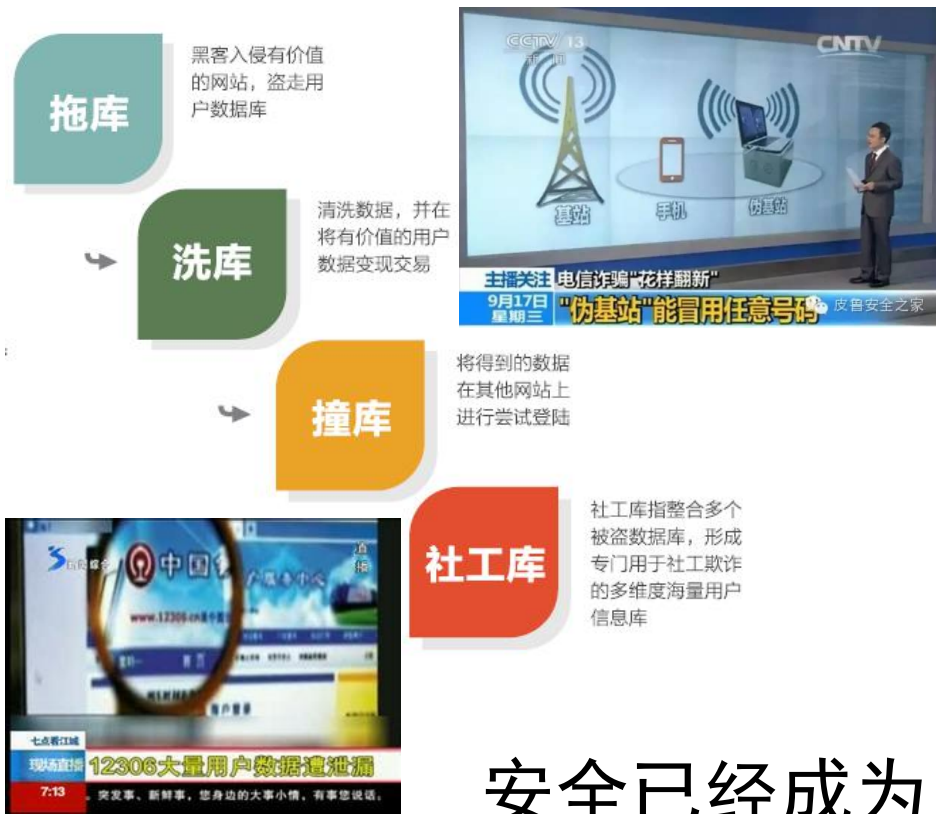 拖库
黑客入侵有价值
的网站，盗走用
户数据库
CCTV 13
新闻
CNTV
基站
手机
伪基站
主播关注 电信诈骗"花样翻新"
9月17日
星期三
"伪基站"能冒用任意号码
皮鲁安全之家
洗库
清洗数据，并在
将有价值的用户
数据变现交易
撞库
将得到的数据
在其他网站上
进行尝试登陆
社工库
社工库指整合多个
被盗数据库，形成
专门用于社工欺诈
的多维度海量用户
信息库
直播
中国
服务中心
www.12306.cn
首页
七点看江城
现场直播
12306大量用户数据遭泄漏
7:13
突发事、新鲜事，您身边的大事小情，有事您说话。
安全已经成为